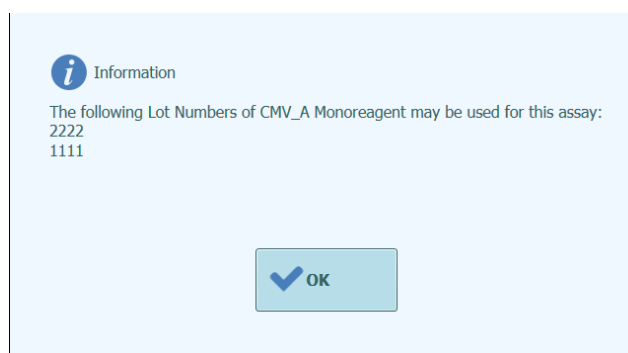 Information
The following Lot Numbers of CMV_A Monoreagent may be used for this assay:
2222
1111
OK